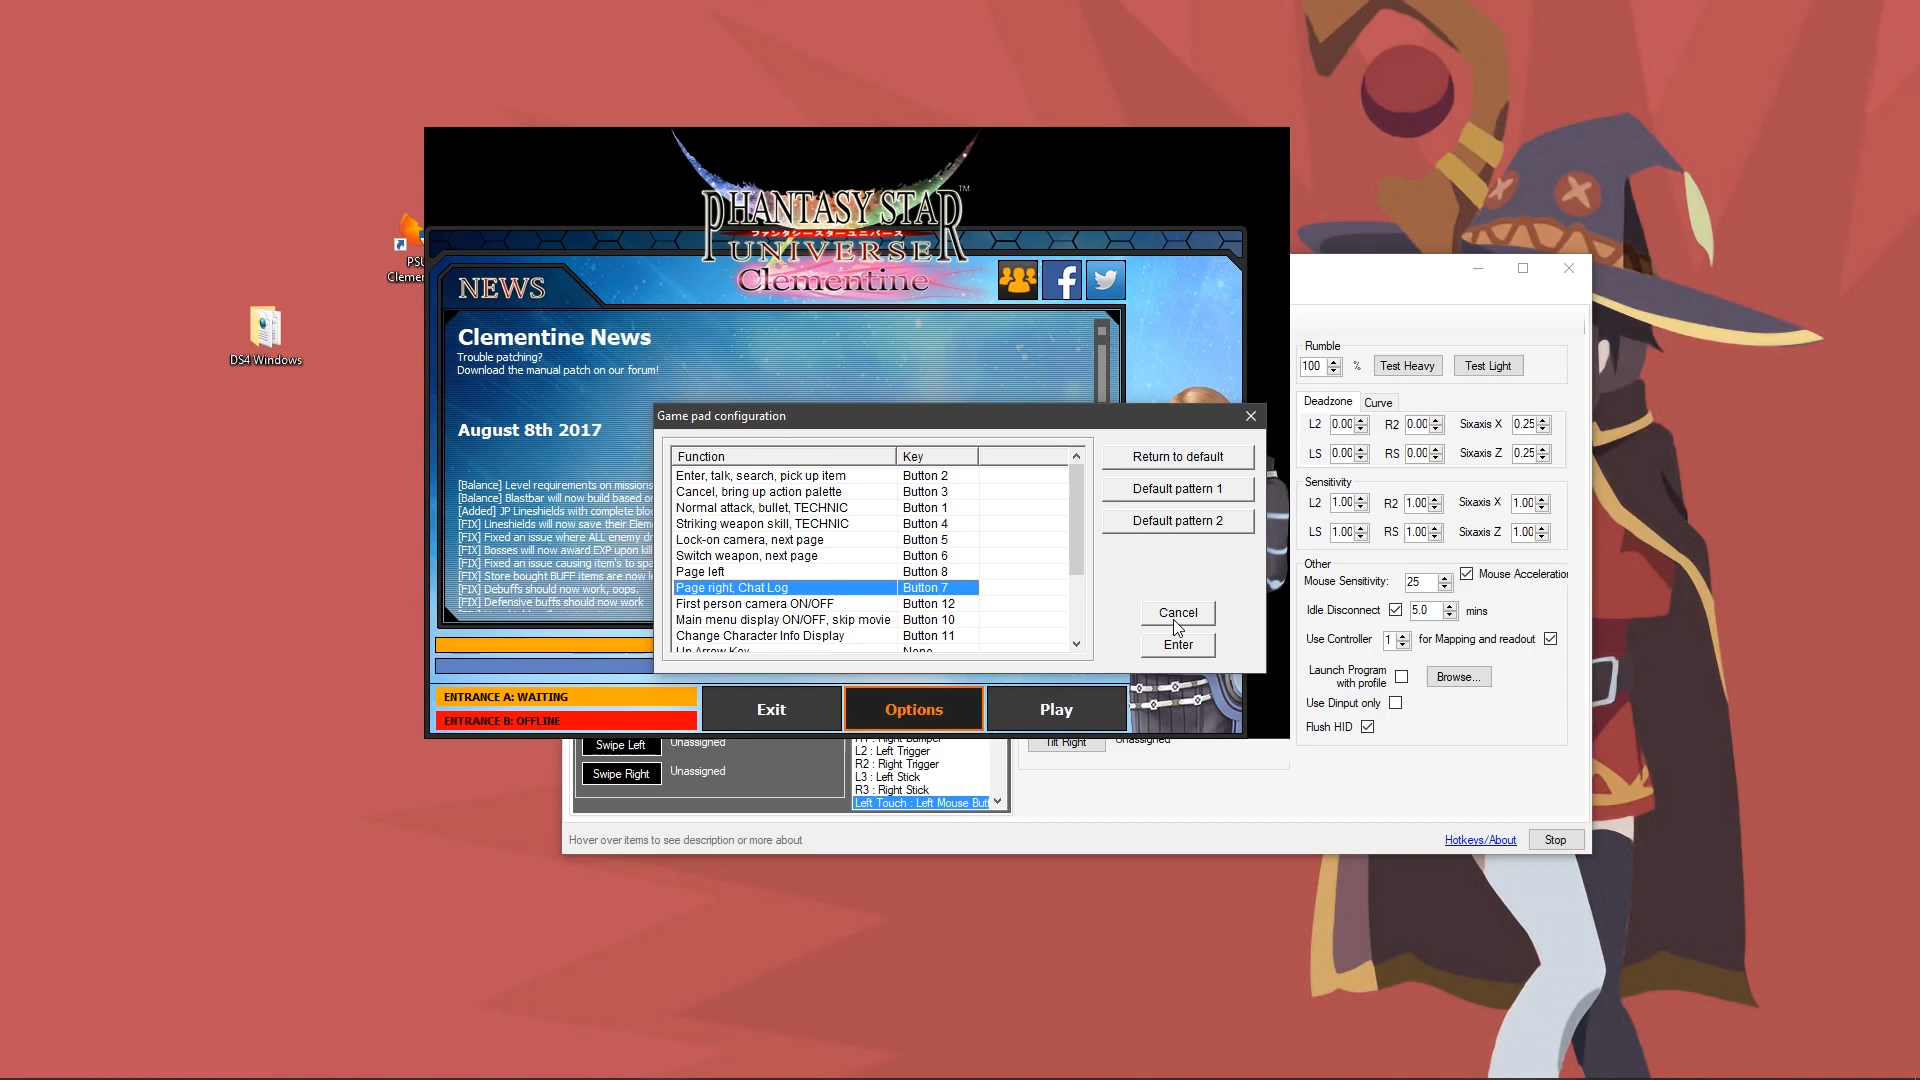 PSU
Clemen
DS4 Windows
PHANTASY STAR
TM
ファンタシースターユニバース
UNIVERSE
Clementine
NEWS
Clementine News
Trouble patching?
Download the manual patch on our forum!
August 8th 2017
[Balance] Level requirements on missions
[Balance] Blastbar will now build based on
[Added] JP Lineshields with complete
[FIX] Lineshields will now save their Elem
[FIX] Fixed an issue where ALL enemy
[FIX] Bosses will now award EXP upon kill
[FIX] Fixed an issue causing item's to
[FIX] Store bought BUFF items are now
[FIX] Debuffs should now work, oops.
[FIX] Defensive buffs should now work
Game pad configuration
Function Key
Enter, talk, search, pick up item Button 2
Cancel, bring up action palette Button 3
Normal attack, bullet, TECHNIC Button 1
Striking weapon skill, TECHNIC Button 4
Lock-on camera, next page Button 5
Switch weapon, next page Button 6
Page left Button 8
Page right, Chat Log Button 7
First person camera ON/OFF Button 12
Main menu display ON/OFF, skip movie Button 10
Change Character Info Display Button 11
Up Arrow Key None
Return to default
Default pattern 1
Default pattern 2
Cancel
Enter
ENTRANCE A: WAITING
ENTRANCE B: OFFLINE
Exit
Options
Play
Rumble
100 % Test Heavy Test Light
Deadzone Curve
L2 0.00 R2 0.00 Sixaxis X 0.25
LS 0.00 RS 0.00 Sixaxis Z 0.25
Sensitivity
L2 1.00 R2 1.00 Sixaxis X 1.00
LS 1.00 RS 1.00 Sixaxis Z 1.00
Other
Mouse Sensitivity: 25 Mouse Acceleration
Idle Disconnect 5.0 mins
Use Controller 1 for Mapping and readout
Launch Program
with profile Browse...
Use Dinput only
Flush HID
Swipe Left Unassigned
Swipe Right Unassigned
R1 : Right Bumper
L2 : Left Trigger
R2 : Right Trigger
L3 : Left Stick
R3 : Right Stick
Left Touch : Left Mouse Butt
Tilt Right Unassigned
Hover over items to see description or more about
Hotkeys/About
Stop